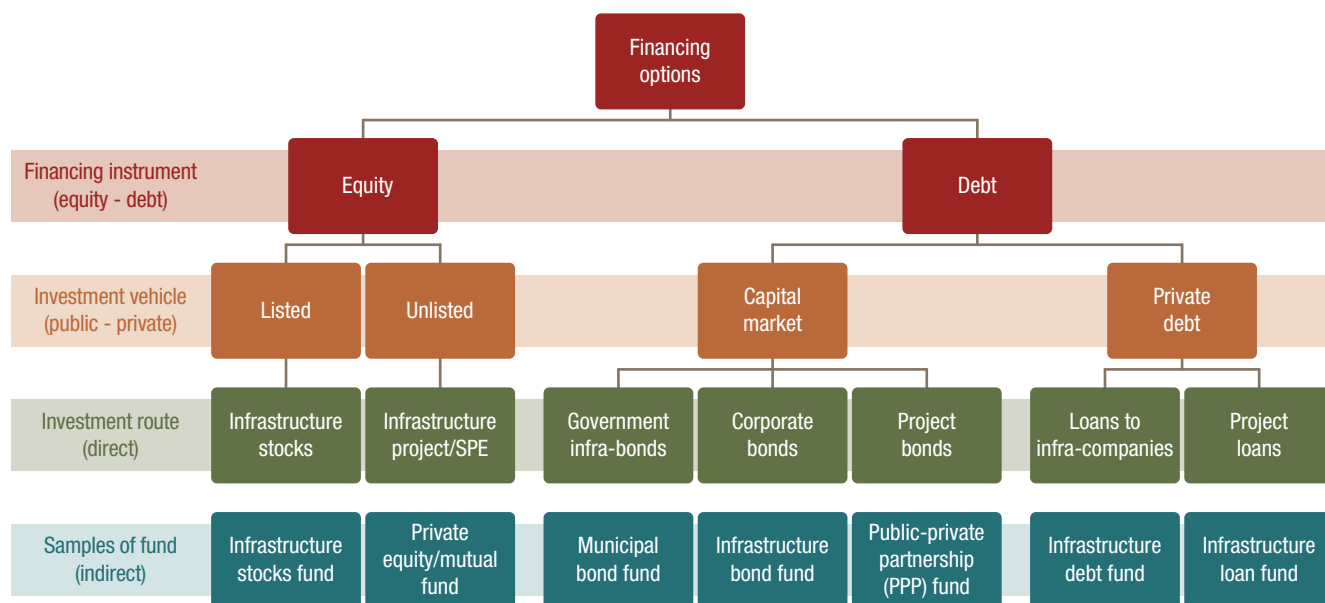 Financing
options
Financing instrument
(equity - debt)
Equity
Debt
Investment vehicle
(public - private)
Listed
Unlisted
Capital
market
Private
debt
Investment route
(direct)
Infrastructure
stocks
Infrastructure
project/SPE
Government
infra-bonds
Corporate
bonds
Project
bonds
Loans to
infra-companies
Project
loans
Samples of fund
(indirect)
Infrastructure
stocks fund
Private
equity/mutual
fund
Municipal
bond fund
Infrastructure
bond fund
Public-private
partnership
(PPP) fund
Infrastructure
debt fund
Infrastructure
loan fund